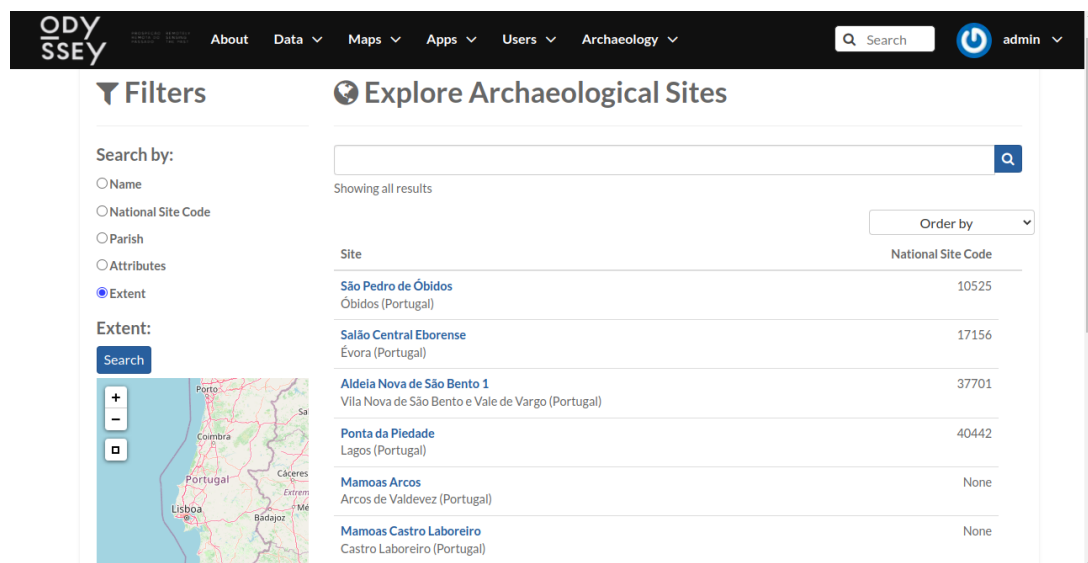 ODY
SSEY
About Data Maps Apps Users Archaeology Search admin
Filters
Search by:
Name
National Site Code
Parish
Attributes
Extent
Extent:
Search
+
−
Porto
Coimbra
Portugal
Cáceres
Lisboa
Badajoz
Explore Archaeological Sites
Showing all results
Order by
Site National Site Code
São Pedro de Óbidos 10525
Óbidos (Portugal)
Salão Central Eborense 17156
Évora (Portugal)
Aldeia Nova de São Bento 1 37701
Vila Nova de São Bento e Vale de Vargo (Portugal)
Ponta da Piedade 40442
Lagos (Portugal)
Mamoas Arcos None
Arcos de Valdevez (Portugal)
Mamoas Castro Laboreiro None
Castro Laboreiro (Portugal)